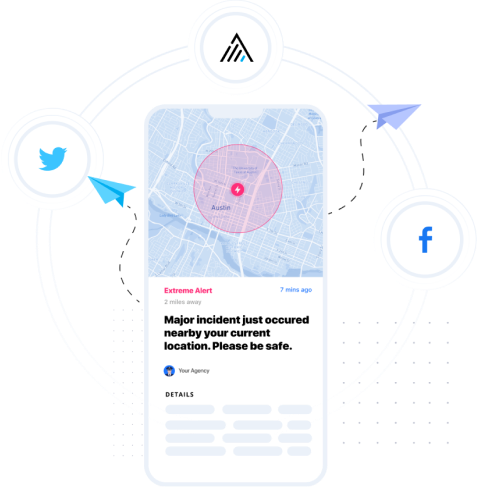 Austin
Extreme Alert
7 mins ago
2 miles away
Major incident just occured
nearby your current
location. Please be safe.
Your Agency
DETAILS